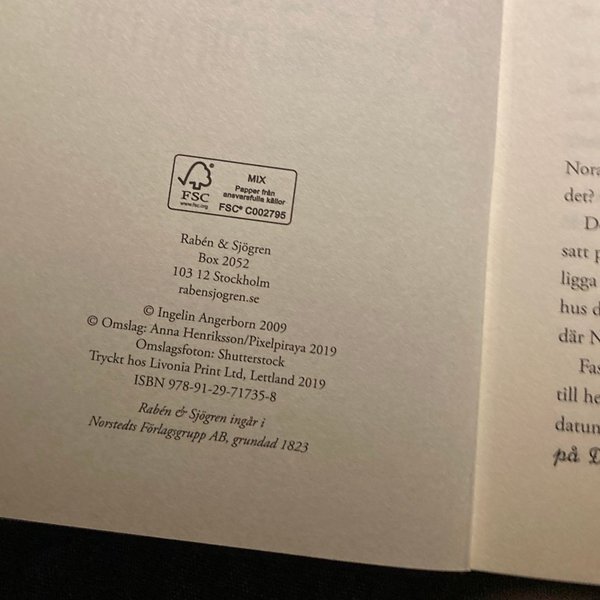 FSC
www.fsc.org
MIX
Papper från
ansvarsfulla källor
FSC® C002795
Rabén & Sjögren
Box 2052
103 12 Stockholm
rabensjogren.se
© Ingelin Angerborn 2009
© Omslag: Anna Henriksson/Pixelpiraya 2019
Omslagsfoton: Shutterstock
Tryckt hos Livonia Print Ltd, Lettland 2019
ISBN 978-91-29-71735-8
Rabén & Sjögren ingår i
Norstedts Förlagsgrupp AB, grundad 1823
Nora
det?
satt
ligga
hus
där
till
på